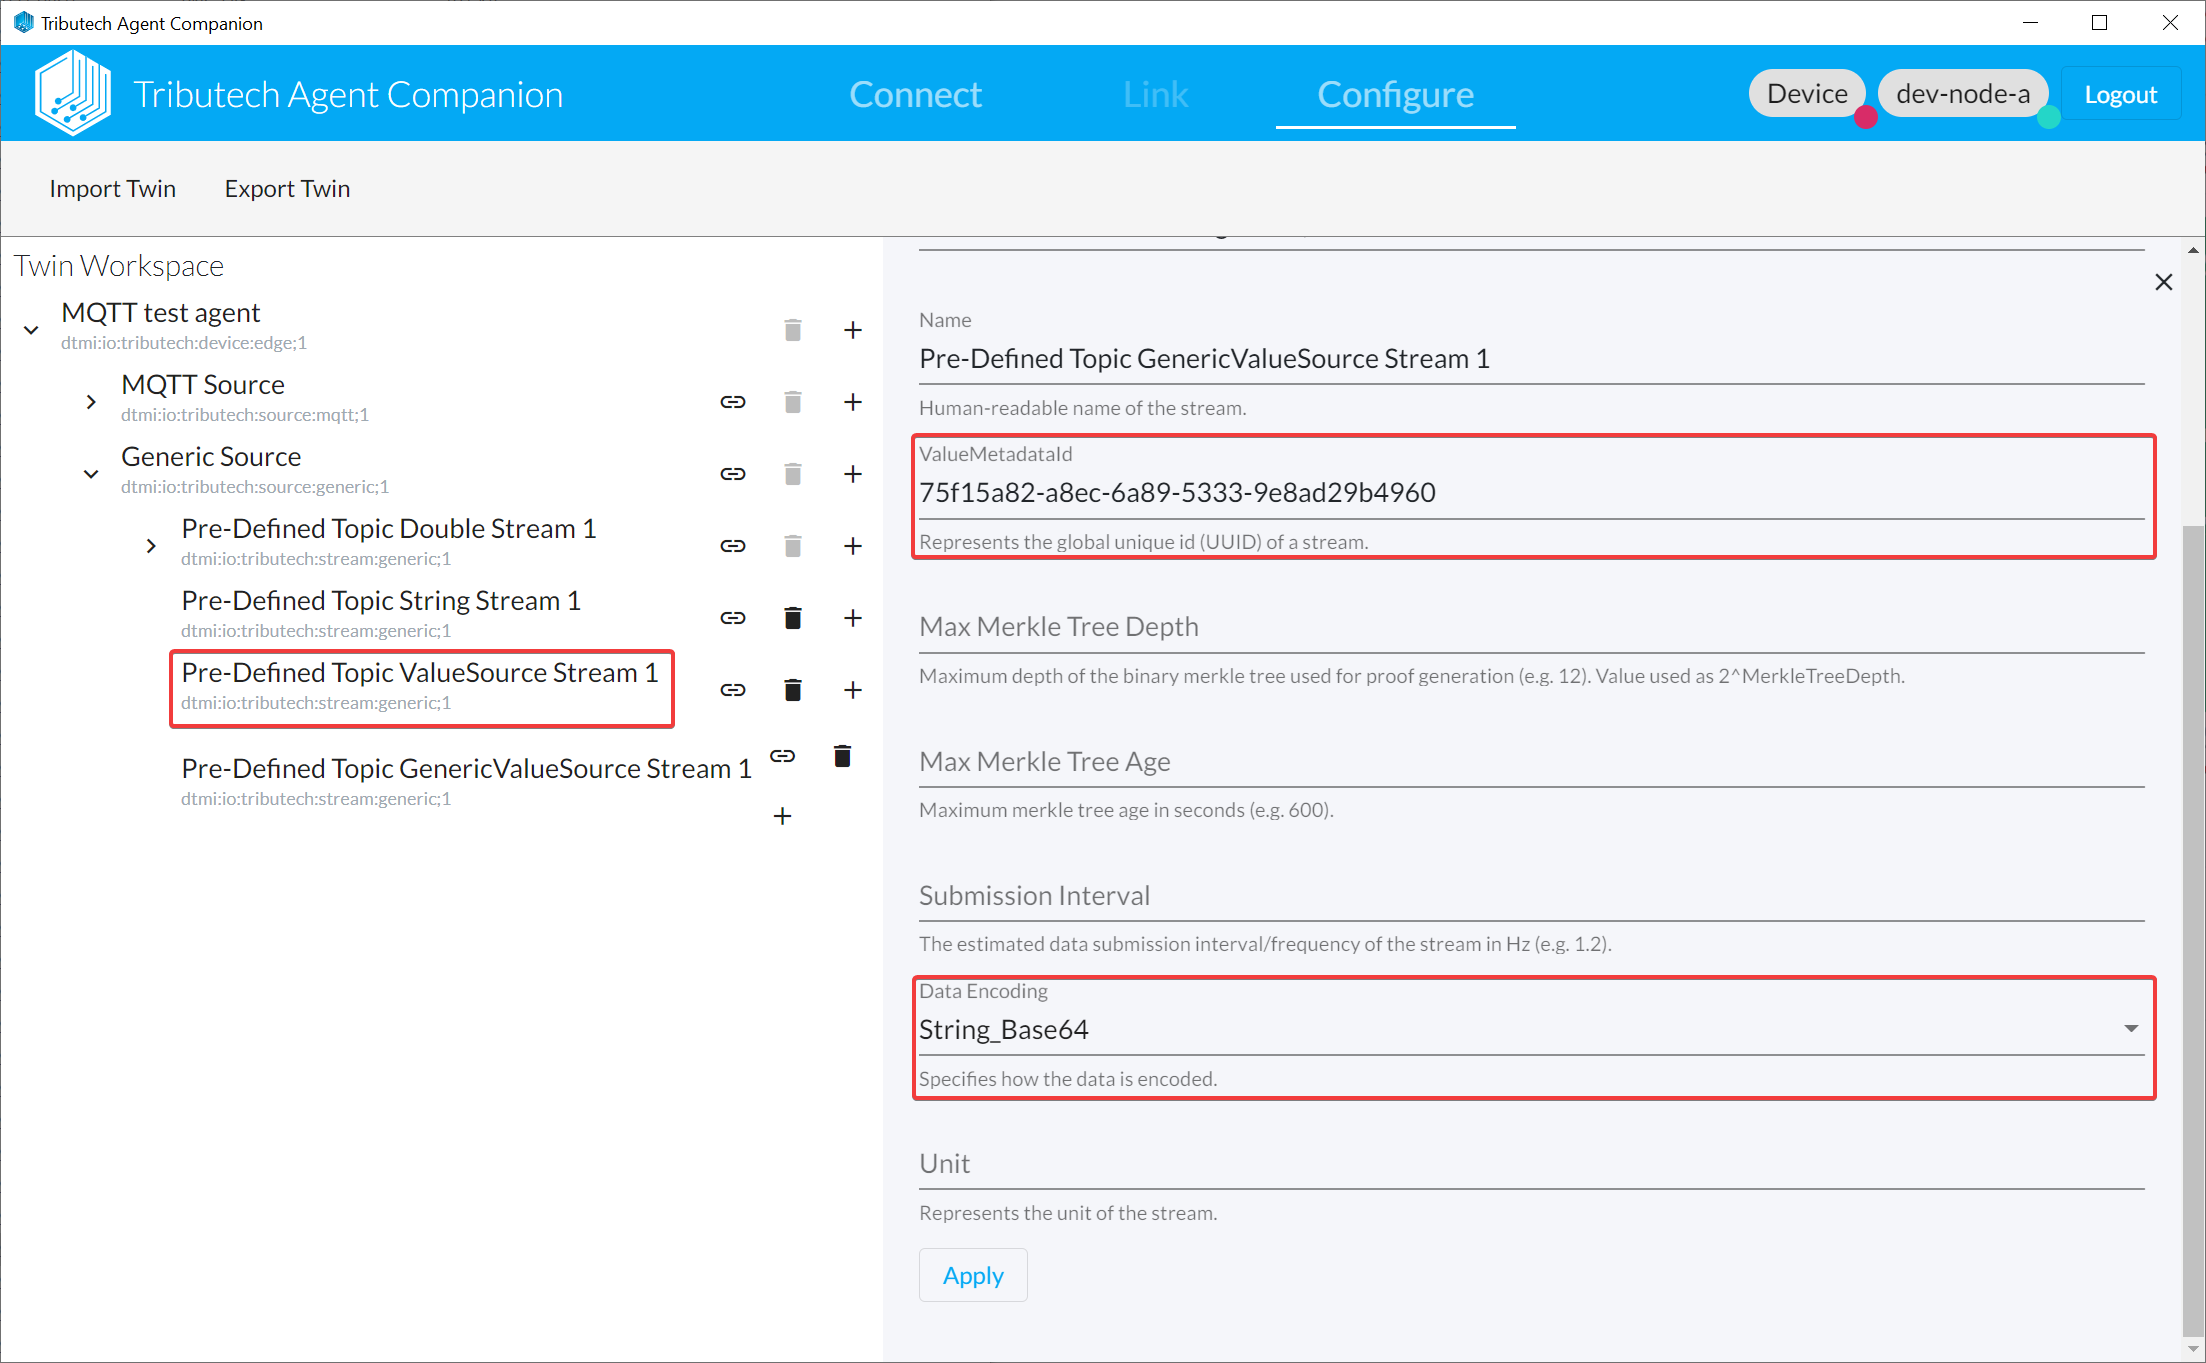 Tributech Agent Companion
Tributech Agent Companion
Connect
Link
Configure
Device
dev-node-a
Logout
Import Twin
Export Twin
Twin Workspace
MQTT test agent
dtmi:io:tributech:device:edge;1
MQTT Source
dtmi:io:tributech:source:mqtt;1
Generic Source
dtmi:io:tributech:source:generic;1
Pre-Defined Topic Double Stream 1
dtmi:io:tributech:stream:generic;1
Pre-Defined Topic String Stream 1
dtmi:io:tributech:stream:generic;1
Pre-Defined Topic ValueSource Stream 1
dtmi:io:tributech:stream:generic;1
Pre-Defined Topic GenericValueSource Stream 1
dtmi:io:tributech:stream:generic;1
Name
Pre-Defined Topic GenericValueSource Stream 1
Human-readable name of the stream.
ValueMetadataId
75f15a82-a8ec-6a89-5333-9e8ad29b4960
Represents the global unique id (UUID) of a stream.
Max Merkle Tree Depth
Maximum depth of the binary merkle tree used for proof generation (e.g. 12). Value used as 2^MerkleTreeDepth.
Max Merkle Tree Age
Maximum merkle tree age in seconds (e.g. 600).
Submission Interval
The estimated data submission interval/frequency of the stream in Hz (e.g. 1.2).
Data Encoding
String_Base64
Specifies how the data is encoded.
Unit
Represents the unit of the stream.
Apply